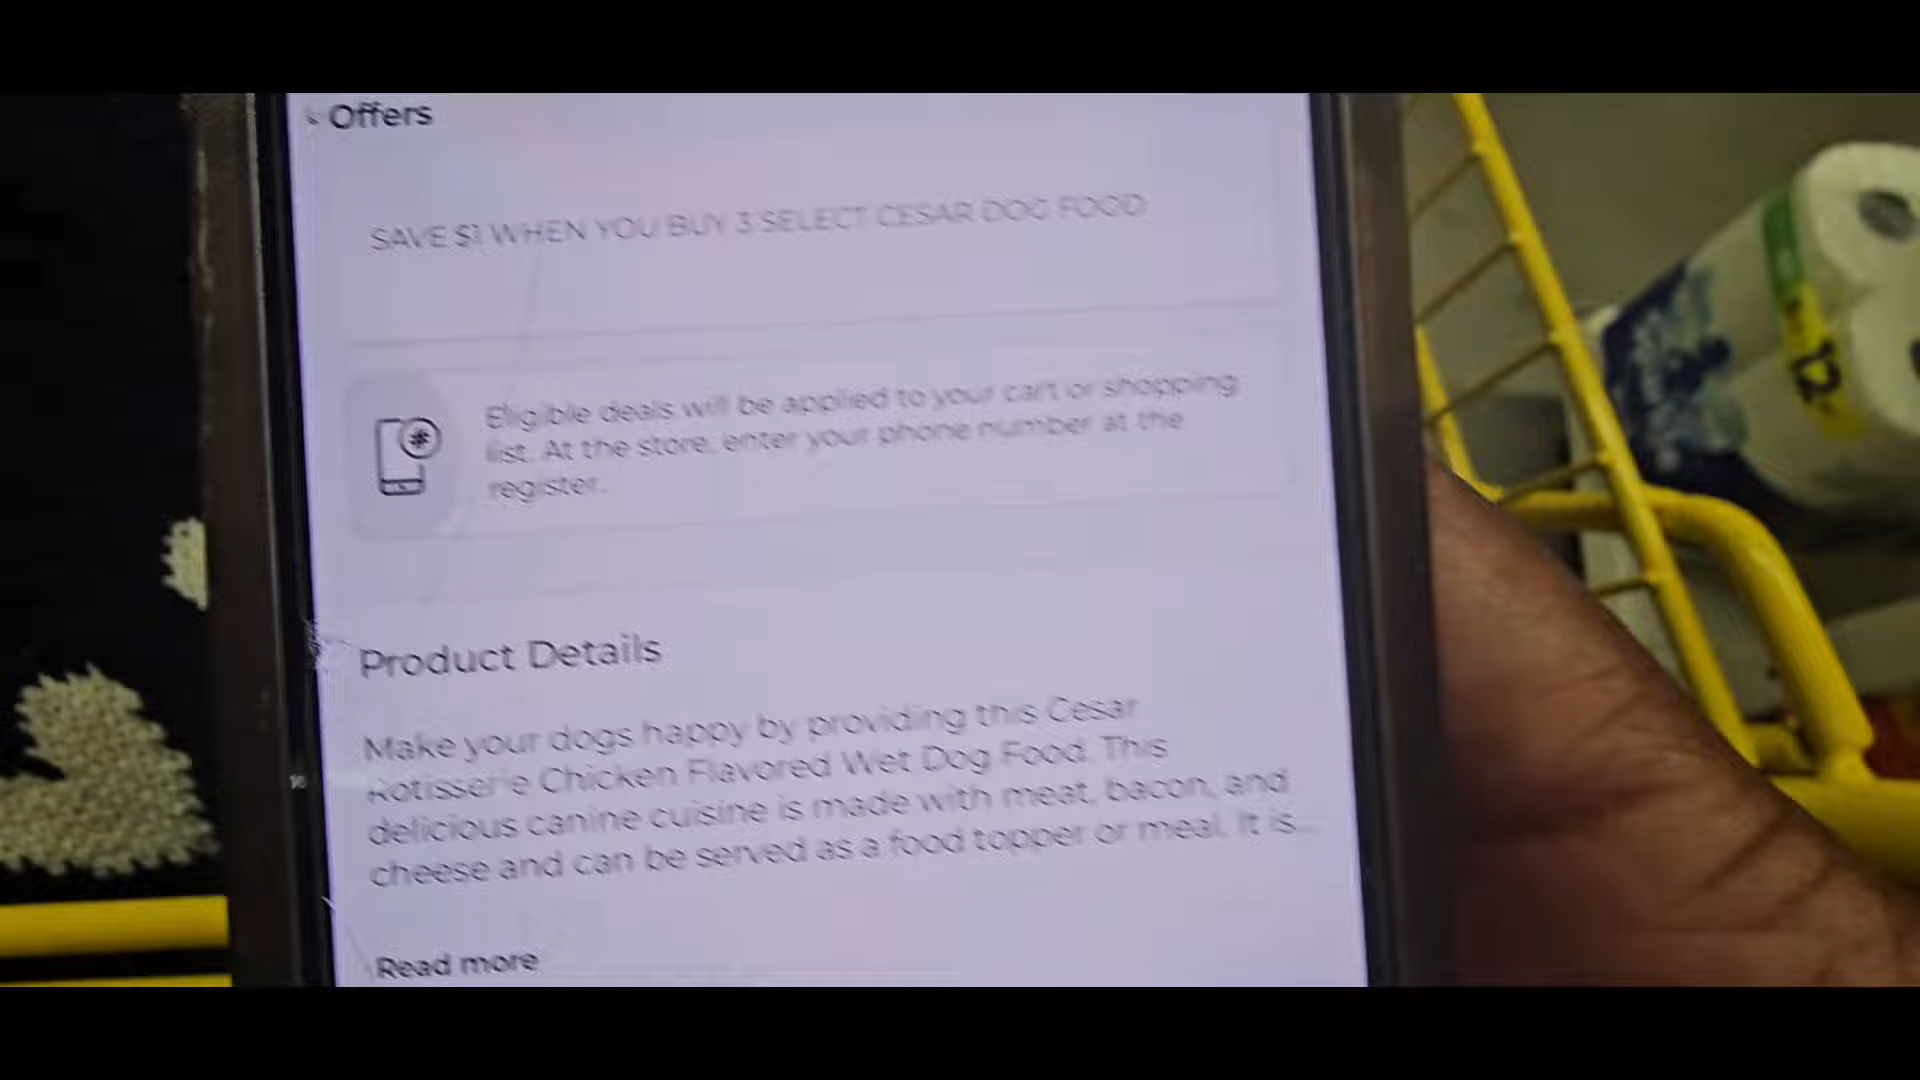 Offers
SAVE $1 WHEN YOU BUY 3 SELECT CESAR DOG FOOD
#
Eligible deals will be applied to your cart or shopping
list. At the store, enter your phone number at the
register.
Product Details
Make your dogs happy by providing this Cesar
Rotisserie Chicken Flavored Wet Dog Food. This
delicious canine cuisine is made with meat, bacon, and
cheese and can be served as a food topper or meal. It is...
Read more
12